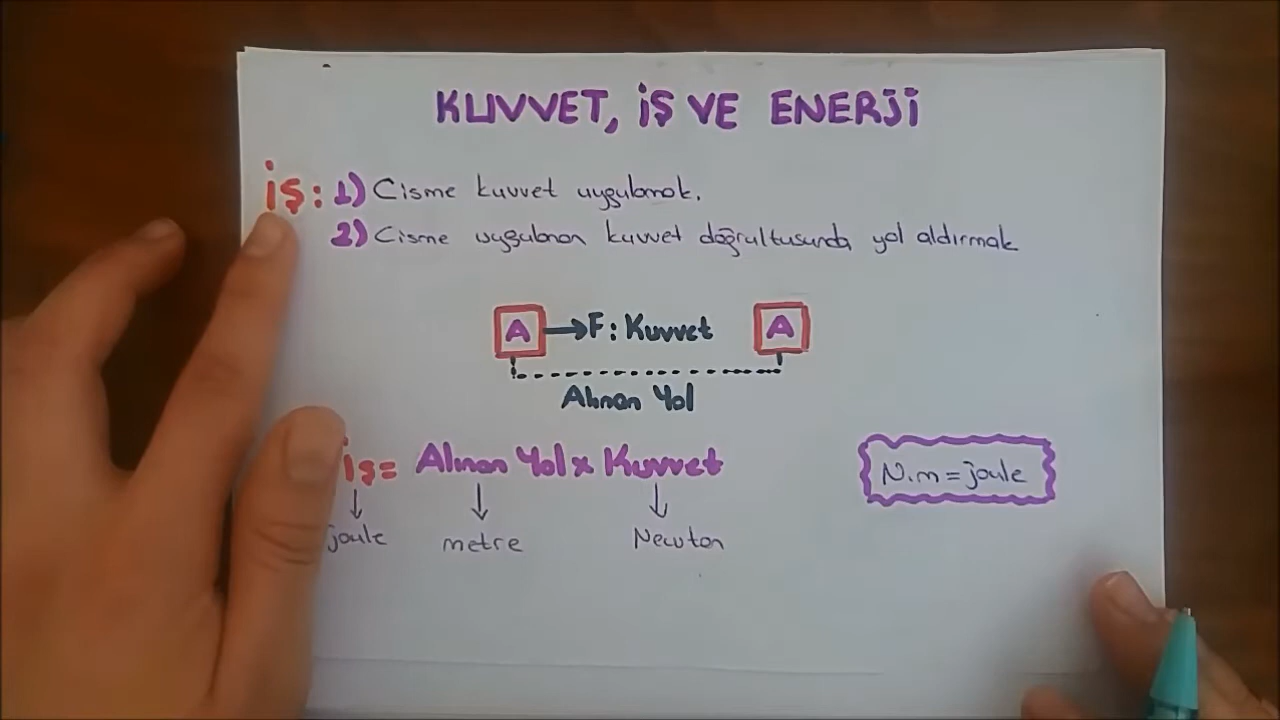 KUVVET, İŞ VE ENERJİ
İŞ: 1) Cisme kuvvet uygulamak.
2) Cisme uygulanan kuvvet doğrultusunda yol aldırmak
A → F: Kuvvet A
Alınan Yol
İş= Alınan Yol x Kuvvet
N.m = joule
joule metre Newton